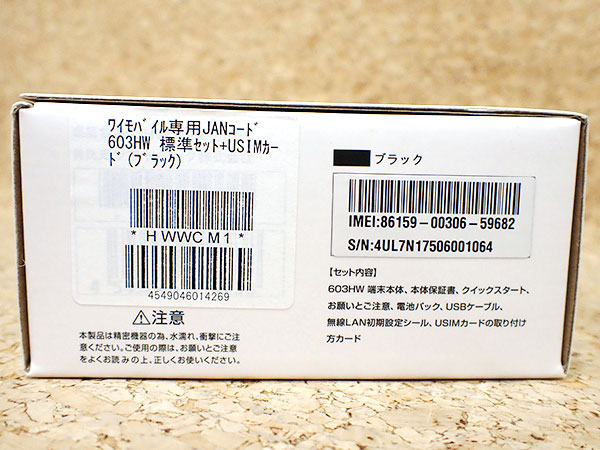 ﾜｲﾓﾊﾞｲﾙ専用JANｺｰﾄﾞ
603HW 標準セット+USIMｶｰ
ﾄﾞ(ﾌﾞﾗｯｸ)
* HWWCM1 *
4549046014269
⚠注意
本製品は精密機器の為、水濡れ、衝撃にご注
意ください。ご使用の際は、お願いとご注意
をよくお読みの上、正しくお使いください。
ブラック
IMEI:86159-00306-59682
S/N:4UL7N17506001064
【セット内容】
603HW 端末本体、本体保証書、クイックスタート、
お願いとご注意、電池パック、USBケーブル、
無線LAN初期設定シール、USIMカードの取り付け
方カード